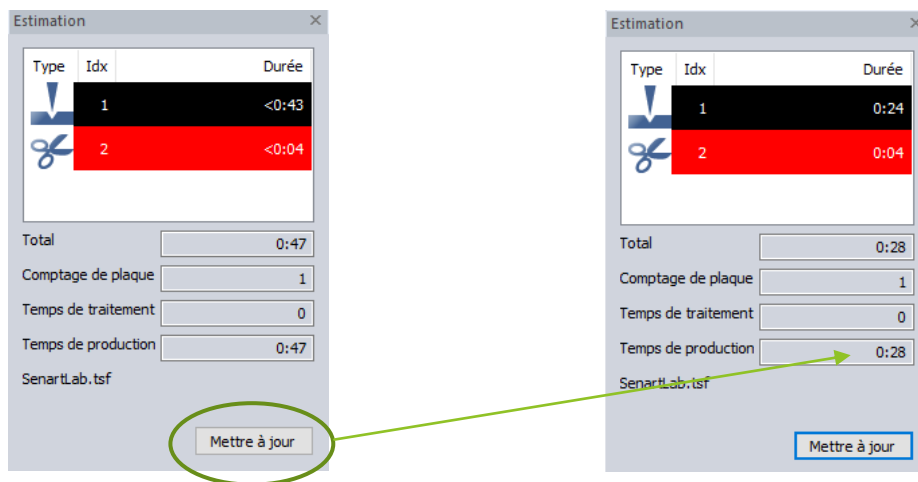 Estimation ×
Type Idx Durée
1 <0:43
2 <0:04
Total 0:47
Comptage de plaque 1
Temps de traitement 0
Temps de production 0:47
SenartLab.tsf
Mettre à jour
Estimation ×
Type Idx Durée
1 0:24
2 0:04
Total 0:28
Comptage de plaque 1
Temps de traitement 0
Temps de production 0:28
SenartLab.tsf
Mettre à jour